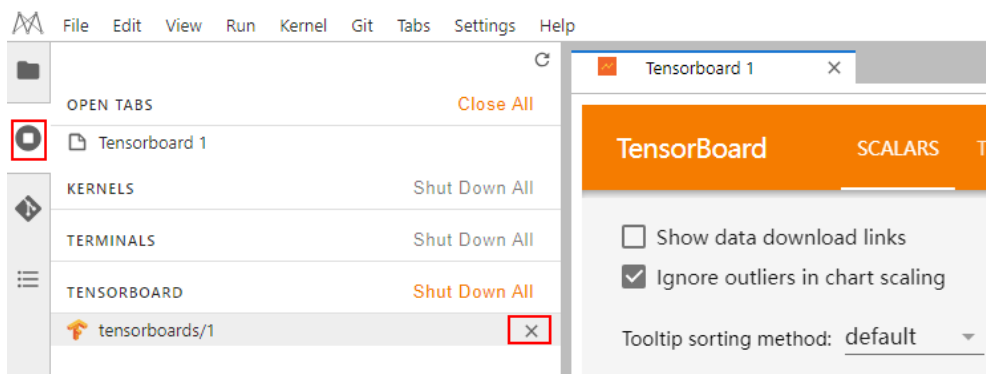 File Edit View Run Kernel Git Tabs Settings Help
OPEN TABS Close All
Tensorboard 1
KERNELS Shut Down All
TERMINALS Shut Down All
TENSORBOARD Shut Down All
tensorboards/1
Tensorboard 1
TensorBoard SCALARS
Show data download links
Ignore outliers in chart scaling
Tooltip sorting method: default